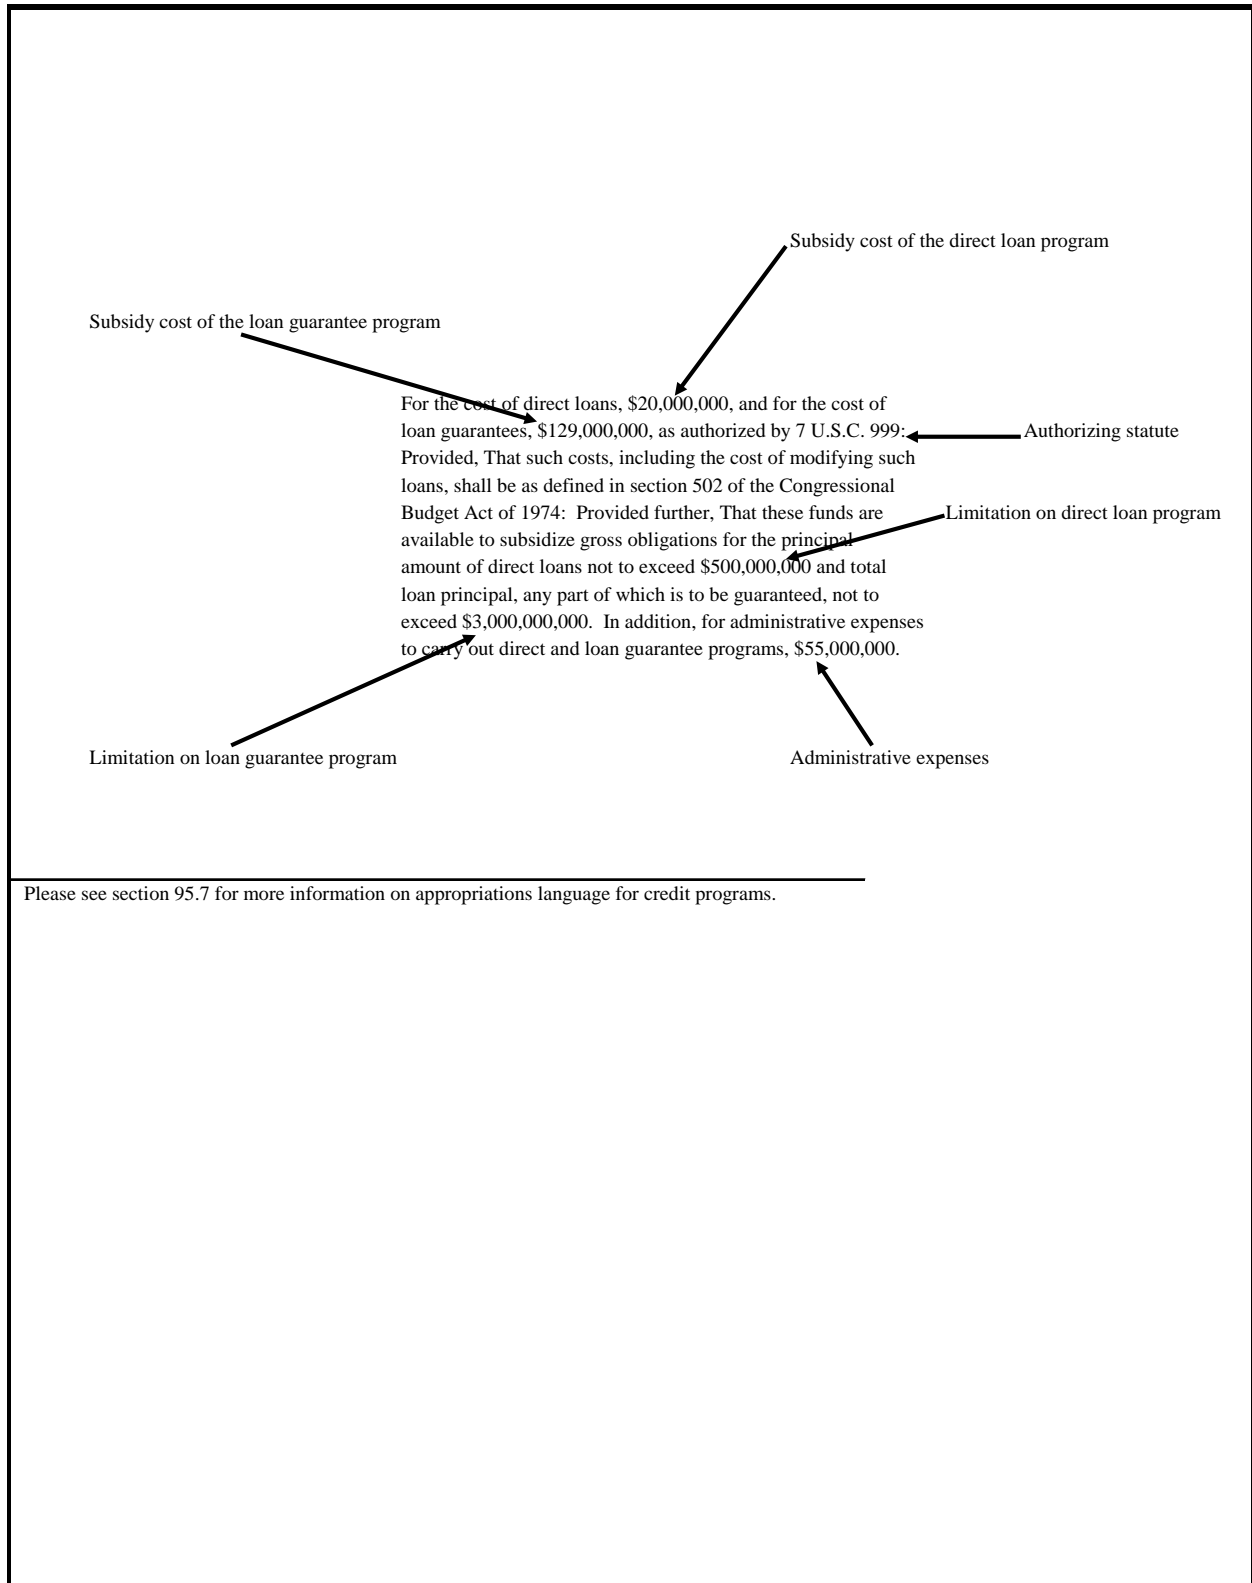 Subsidy cost of the direct loan program
Subsidy cost of the loan guarantee program
For the cost of direct loans, $20,000,000, and for the cost of
loan guarantees, $129,000,000, as authorized by 7 U.S.C. 999:
Authorizing statute
Provided, That such costs, including the cost of modifying such
loans, shall be as defined in section 502 of the Congressional
Budget Act of 1974:  Provided further, That these funds are
Limitation on direct loan program
available to subsidize gross obligations for the principal
amount of direct loans not to exceed $500,000,000 and total
loan principal, any part of which is to be guaranteed, not to
exceed $3,000,000,000.  In addition, for administrative expenses
to carry out direct and loan guarantee programs, $55,000,000.
Limitation on loan guarantee program
Administrative expenses
Please see section 95.7 for more information on appropriations language for credit programs.